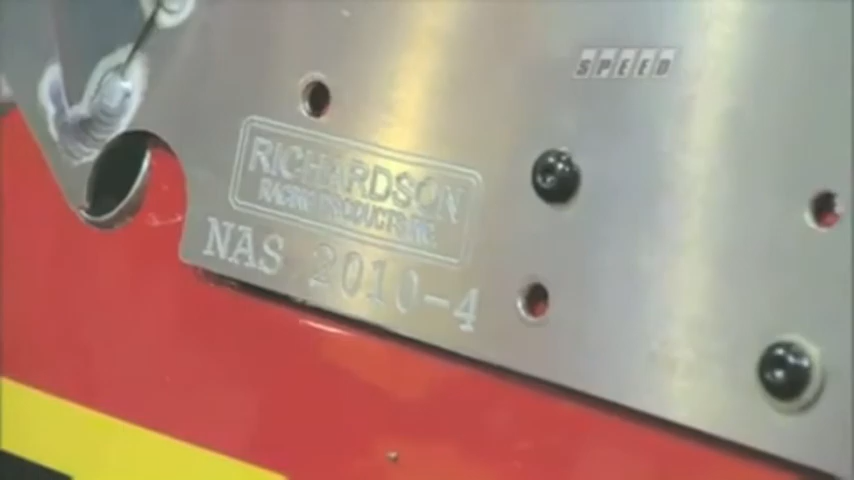 SPEED
RICHARDSON
RACING PRODUCTS INC.
NAS 2010-4